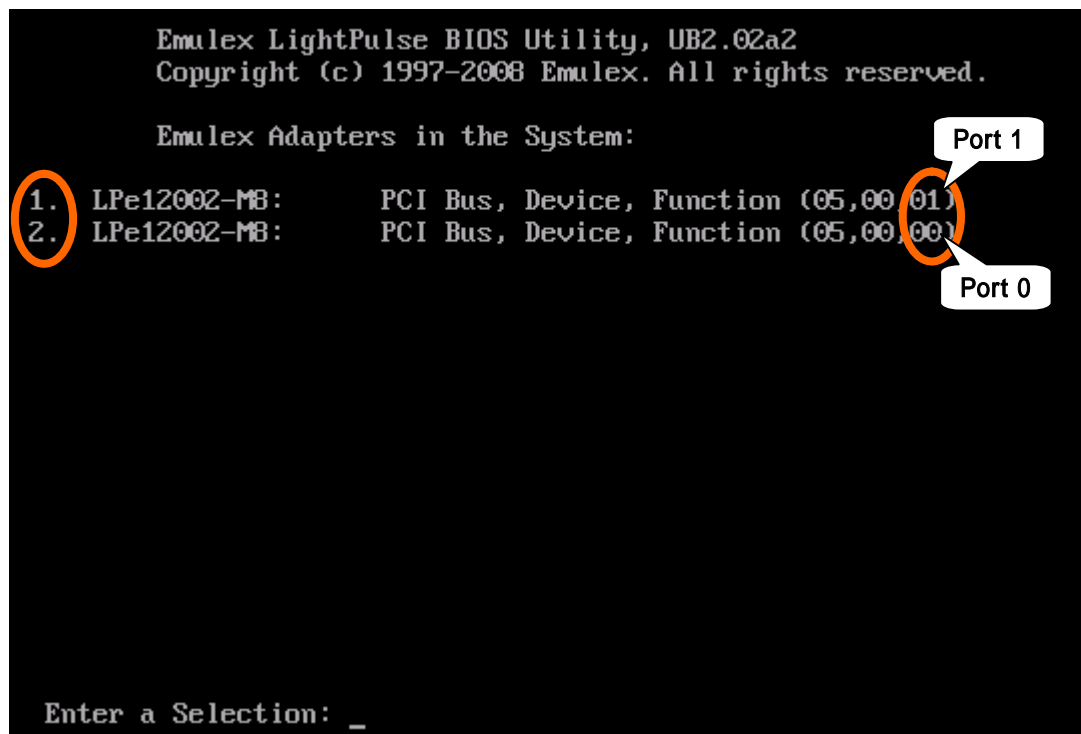 Emulex LightPulse BIOS Utility, UB2.02a2
Copyright (c) 1997-2008 Emulex. All rights reserved.
Emulex Adapters in the System:
Port 1
1. LPe12002-M8: PCI Bus, Device, Function (05,00,01)
2. LPe12002-M8: PCI Bus, Device, Function (05,00,00)
Port 0
Enter a Selection: _